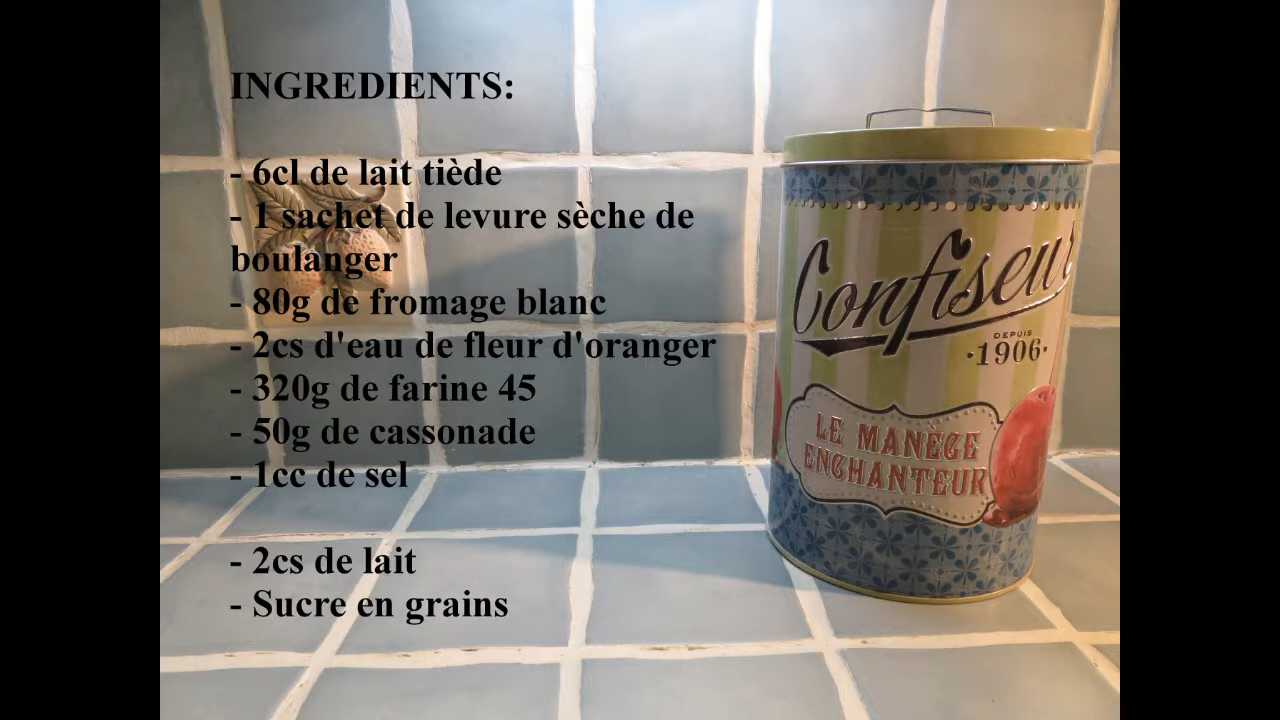 INGREDIENTS:
- 6cl de lait tiède
- 1 sachet de levure sèche de
boulanger
- 80g de fromage blanc
- 2cs d'eau de fleur d'oranger
- 320g de farine 45
- 50g de cassonade
- 1cc de sel
- 2cs de lait
- Sucre en grains
Confiseur
DEPUIS
·1906·
LE MANÈGE
ENCHANTEUR